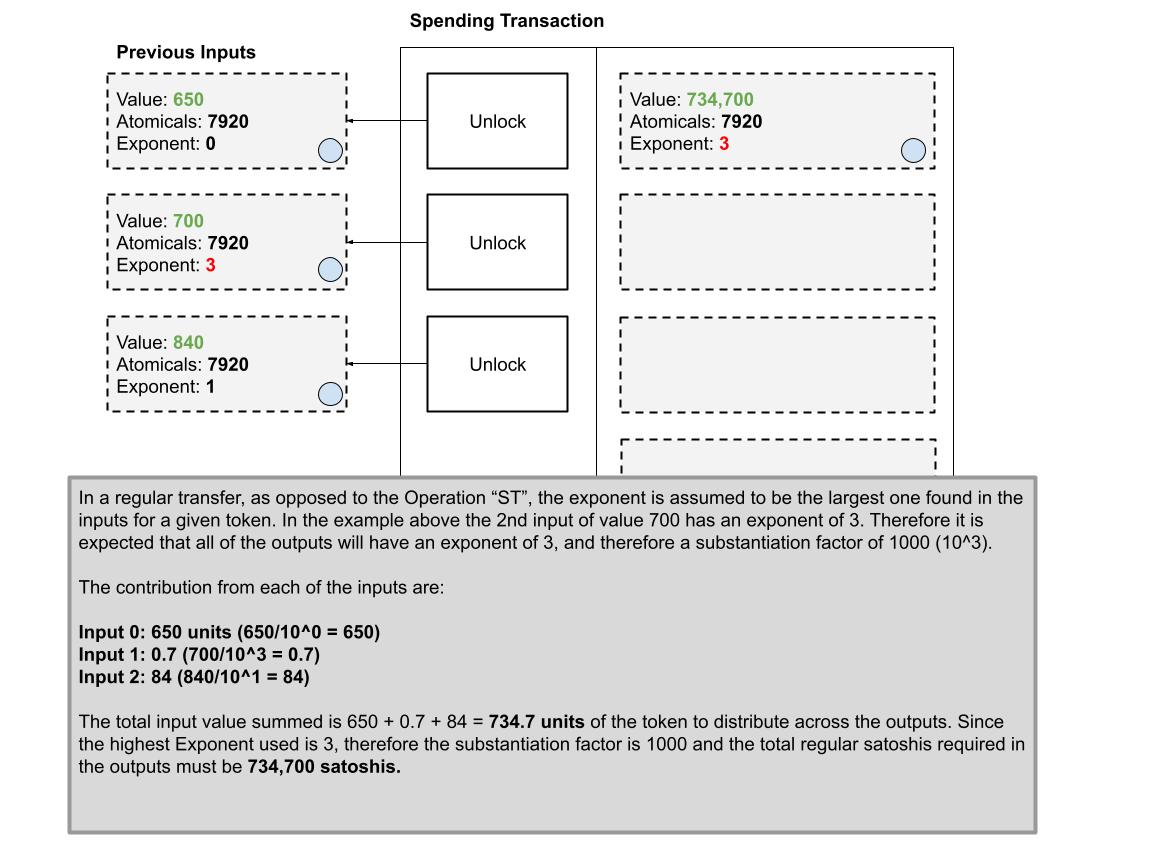 Spending Transaction
Previous Inputs
Value: 650
Atomicals: 7920
Exponent: 0
Unlock
Value: 734,700
Atomicals: 7920
Exponent: 3
Value: 700
Atomicals: 7920
Exponent: 3
Unlock
Value: 840
Atomicals: 7920
Exponent: 1
Unlock
In a regular transfer, as opposed to the Operation “ST”, the exponent is assumed to be the largest one found in the
inputs for a given token. In the example above the 2nd input of value 700 has an exponent of 3. Therefore it is
expected that all of the outputs will have an exponent of 3, and therefore a substantiation factor of 1000 (10^3).
The contribution from each of the inputs are:
Input 0: 650 units (650/10^0 = 650)
Input 1: 0.7 (700/10^3 = 0.7)
Input 2: 84 (840/10^1 = 84)
The total input value summed is 650 + 0.7 + 84 = 734.7 units of the token to distribute across the outputs. Since
the highest Exponent used is 3, therefore the substantiation factor is 1000 and the total regular satoshis required in
the outputs must be 734,700 satoshis.